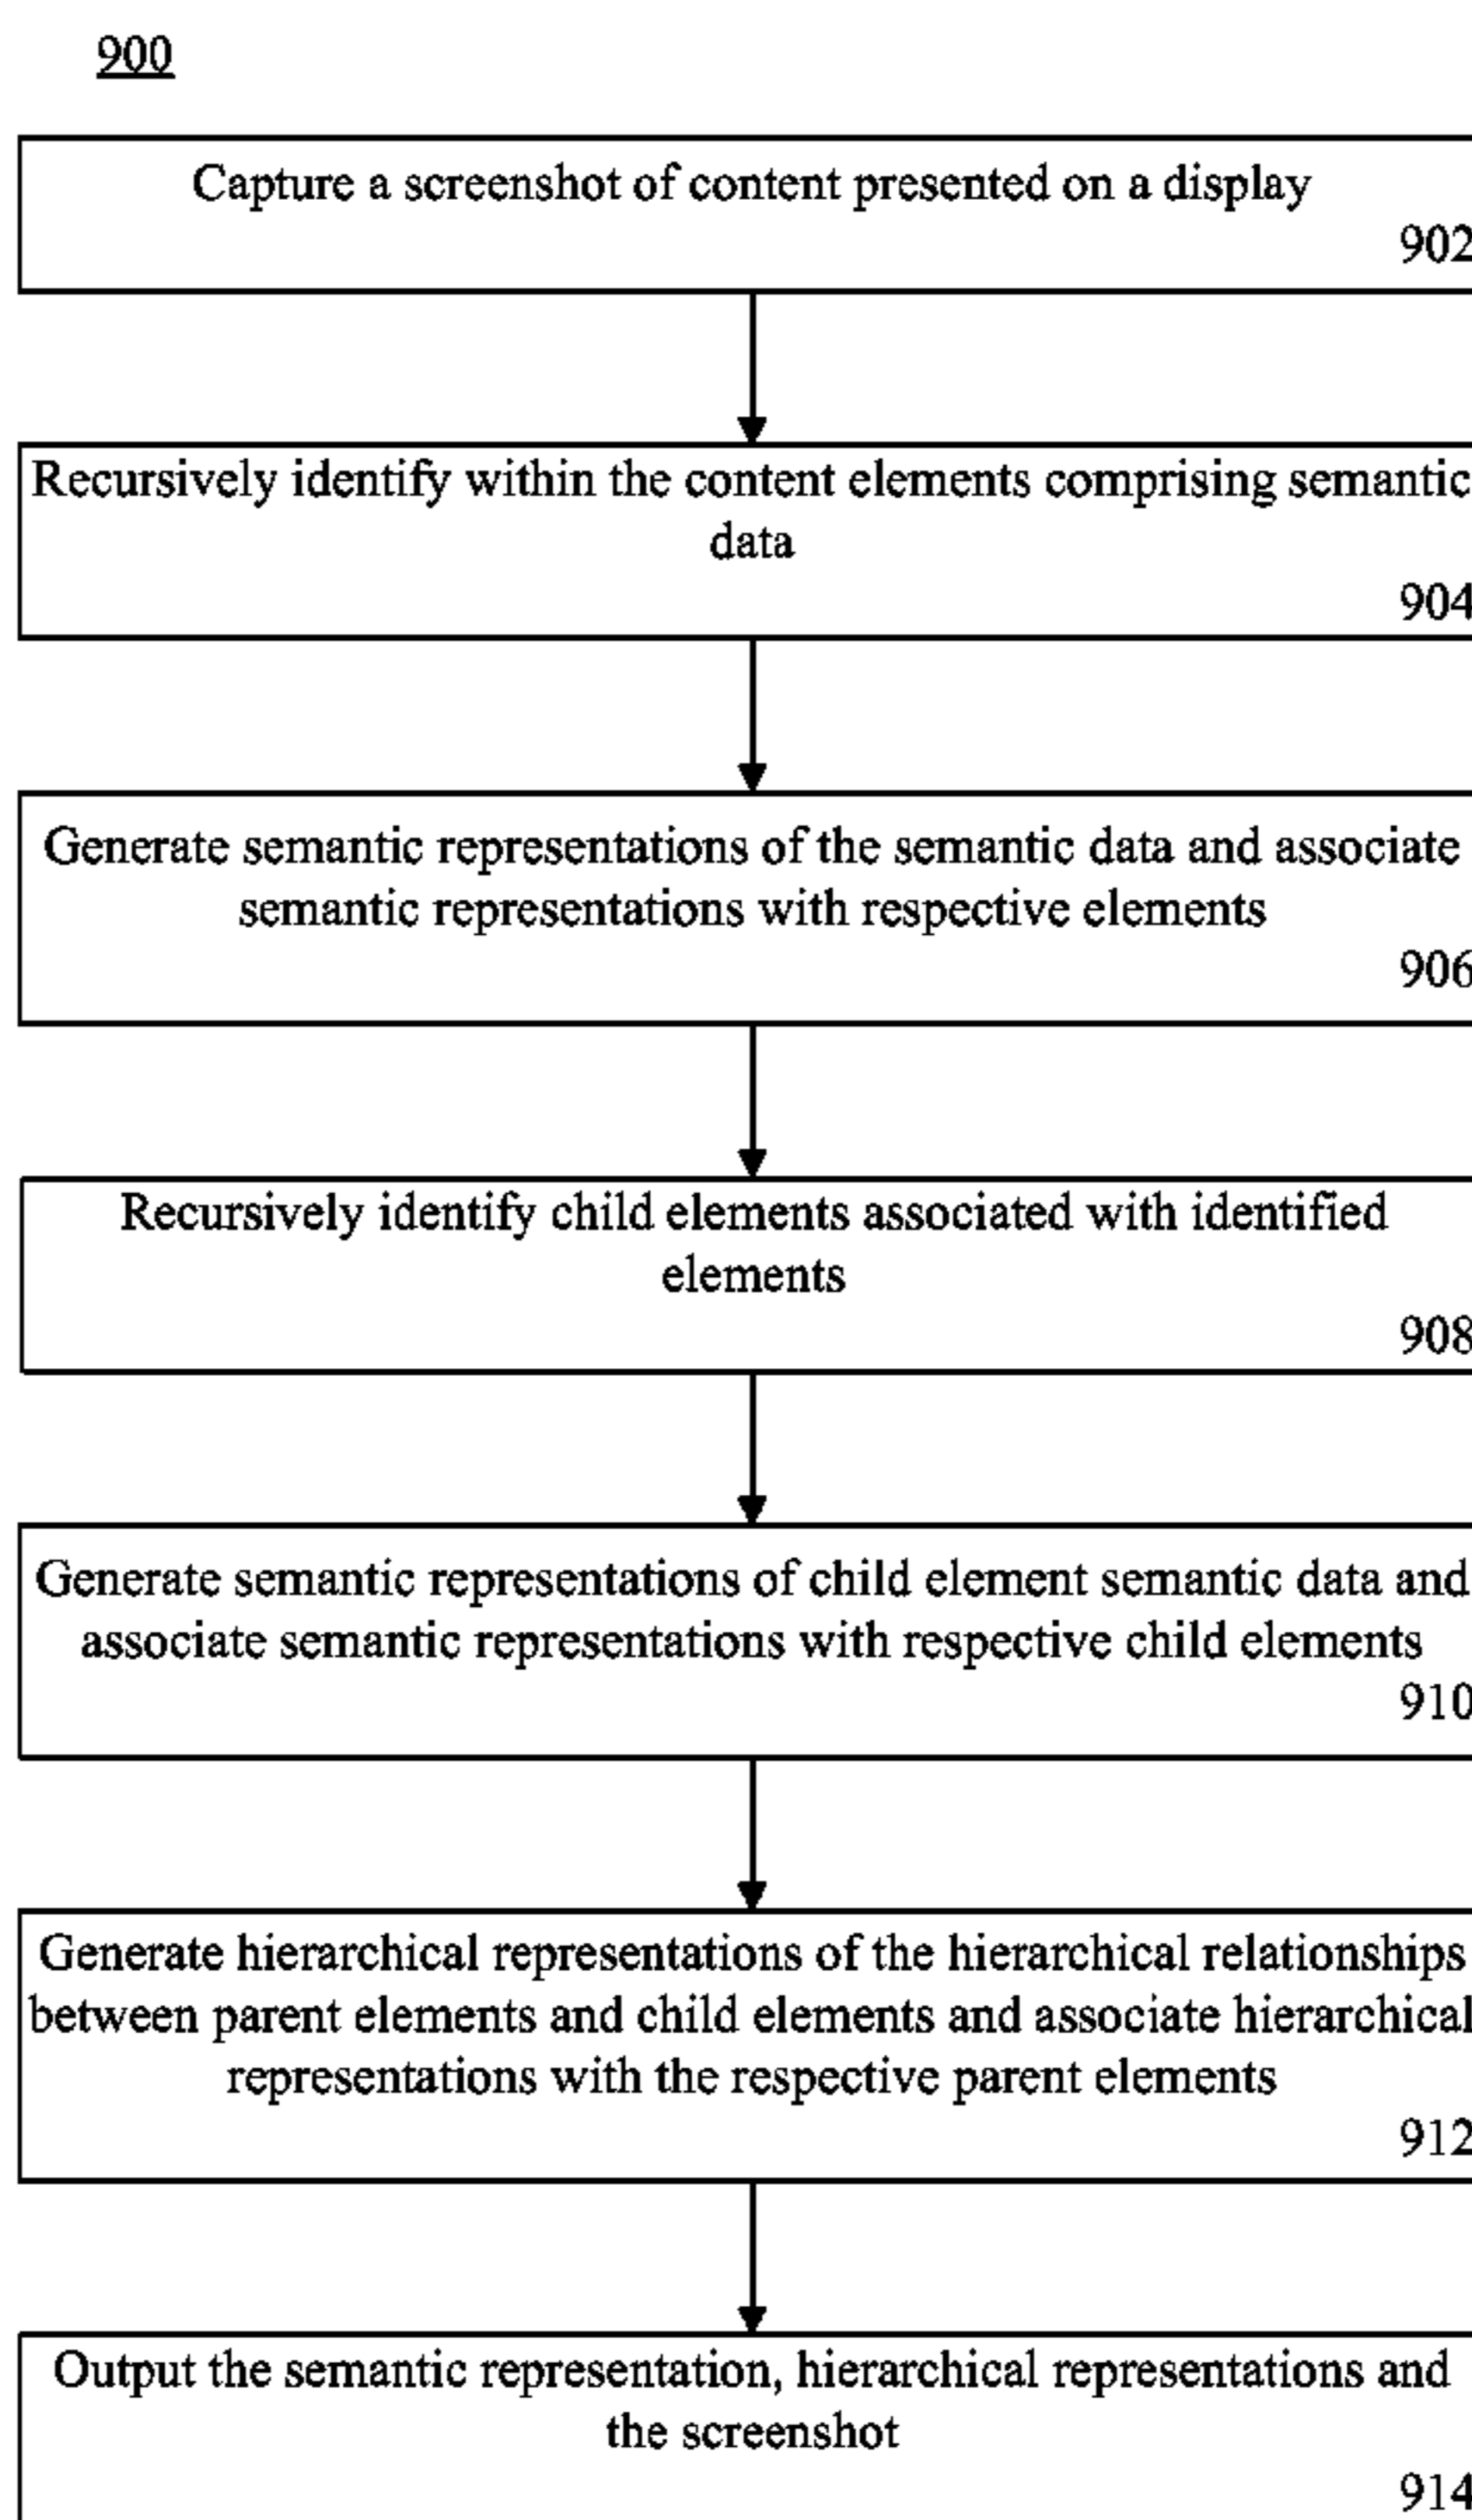 900
Capture a screenshot of content presented on a display
902
Recursively identify within the content elements comprising semantic
data
904
Generate semantic representations of the semantic data and associate
semantic representations with respective elements
906
Recursively identify child elements associated with identified
elements
908
Generate semantic representations of child element semantic data and
associate semantic representations with respective child elements
910
Generate hierarchical representations of the hierarchical relationships
between parent elements and child elements and associate hierarchical
representations with the respective parent elements
912
Output the semantic representation, hierarchical representations and
the screenshot
914